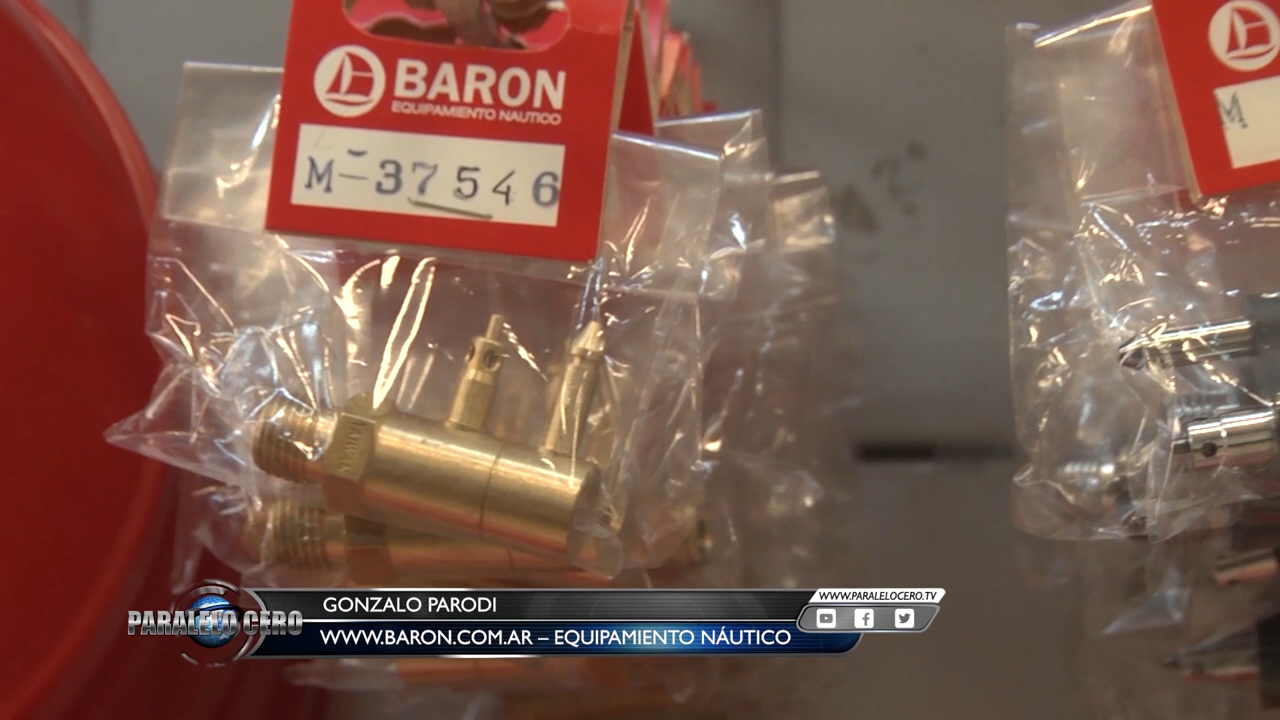 BARON
EQUIPAMIENTO NAUTICO
M-37546
M
GONZALO PARODI
WWW.BARON.COM.AR – EQUIPAMIENTO NÁUTICO
WWW.PARALELOCERO.TV
PARALELO CERO